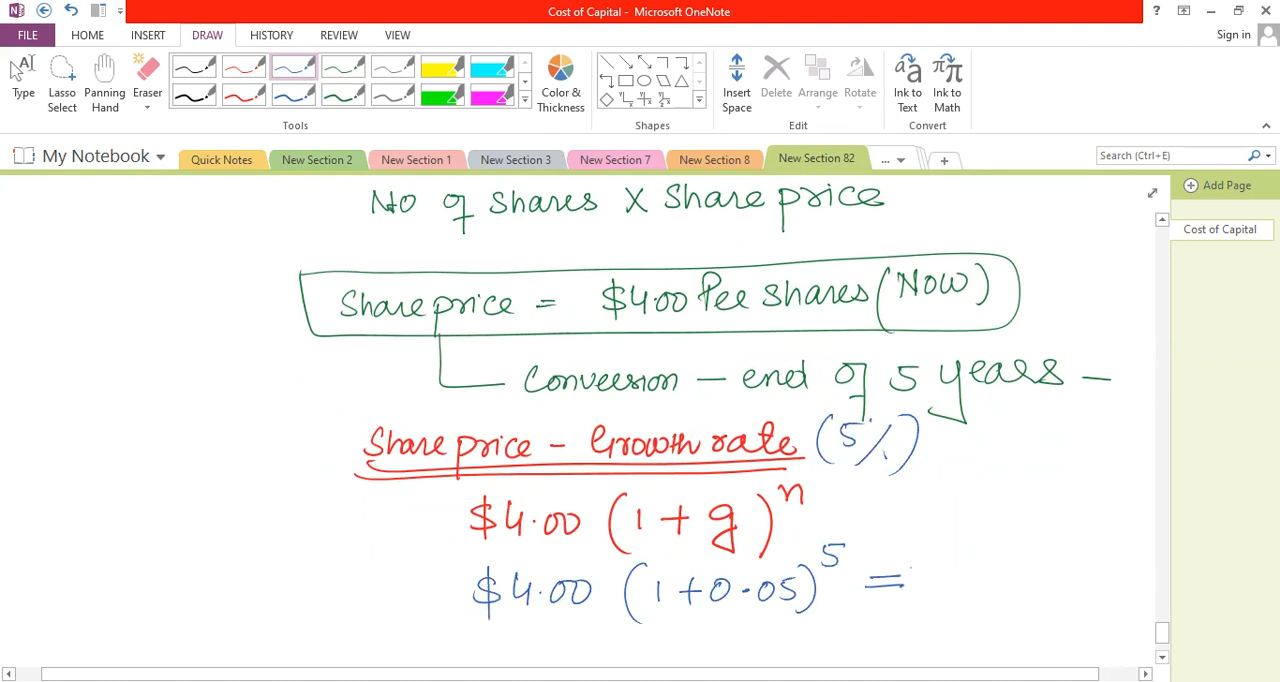 Cost of Capital - Microsoft OneNote
?
FILE HOME INSERT DRAW HISTORY REVIEW VIEW
Sign in
Type
Lasso Select
Panning Hand
Eraser
Color & Thickness
Insert Space
Delete
Arrange
Rotate
Ink to Text
Ink to Math
Tools Shapes Edit Convert
My Notebook Quick Notes New Section 2 New Section 1 New Section 3 New Section 7 New Section 8 New Section 82 ... + Search (Ctrl+E)
Add Page
Cost of Capital
No of shares X Share price
Share price = $4.00 Per shares (Now)
Conversion - end of 5 years -
Share price - Growth rate (5%)
$4.00 (1 + g)^n
$4.00 (1 + 0.05)^5 =